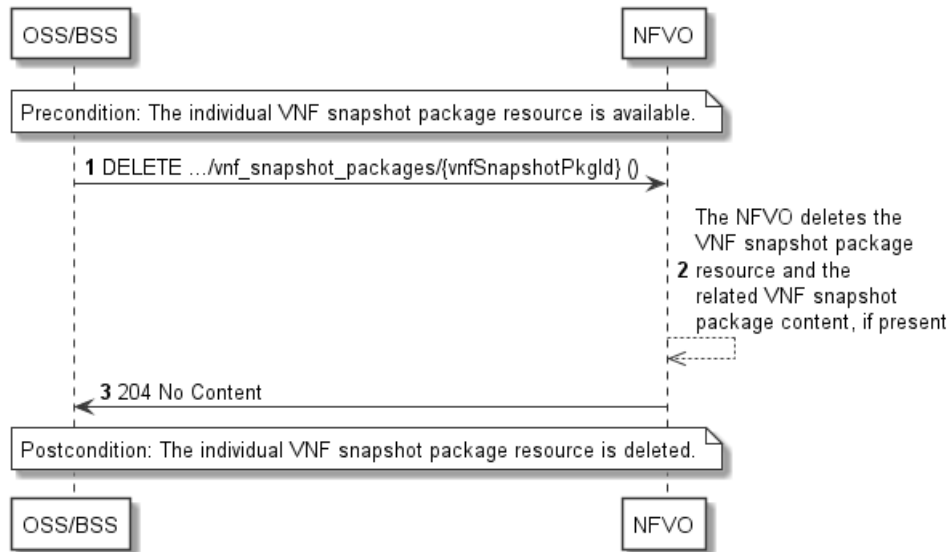 OSS/BSS
NFVO
Precondition: The individual VNF snapshot package resource is available.
1 DELETE …/vnf_snapshot_packages/{vnfSnapshotPkgId} ()
The NFVO deletes the
VNF snapshot package
2 resource and the
related VNF snapshot
package content, if present
3 204 No Content
Postcondition: The individual VNF snapshot package resource is deleted.
OSS/BSS
NFVO